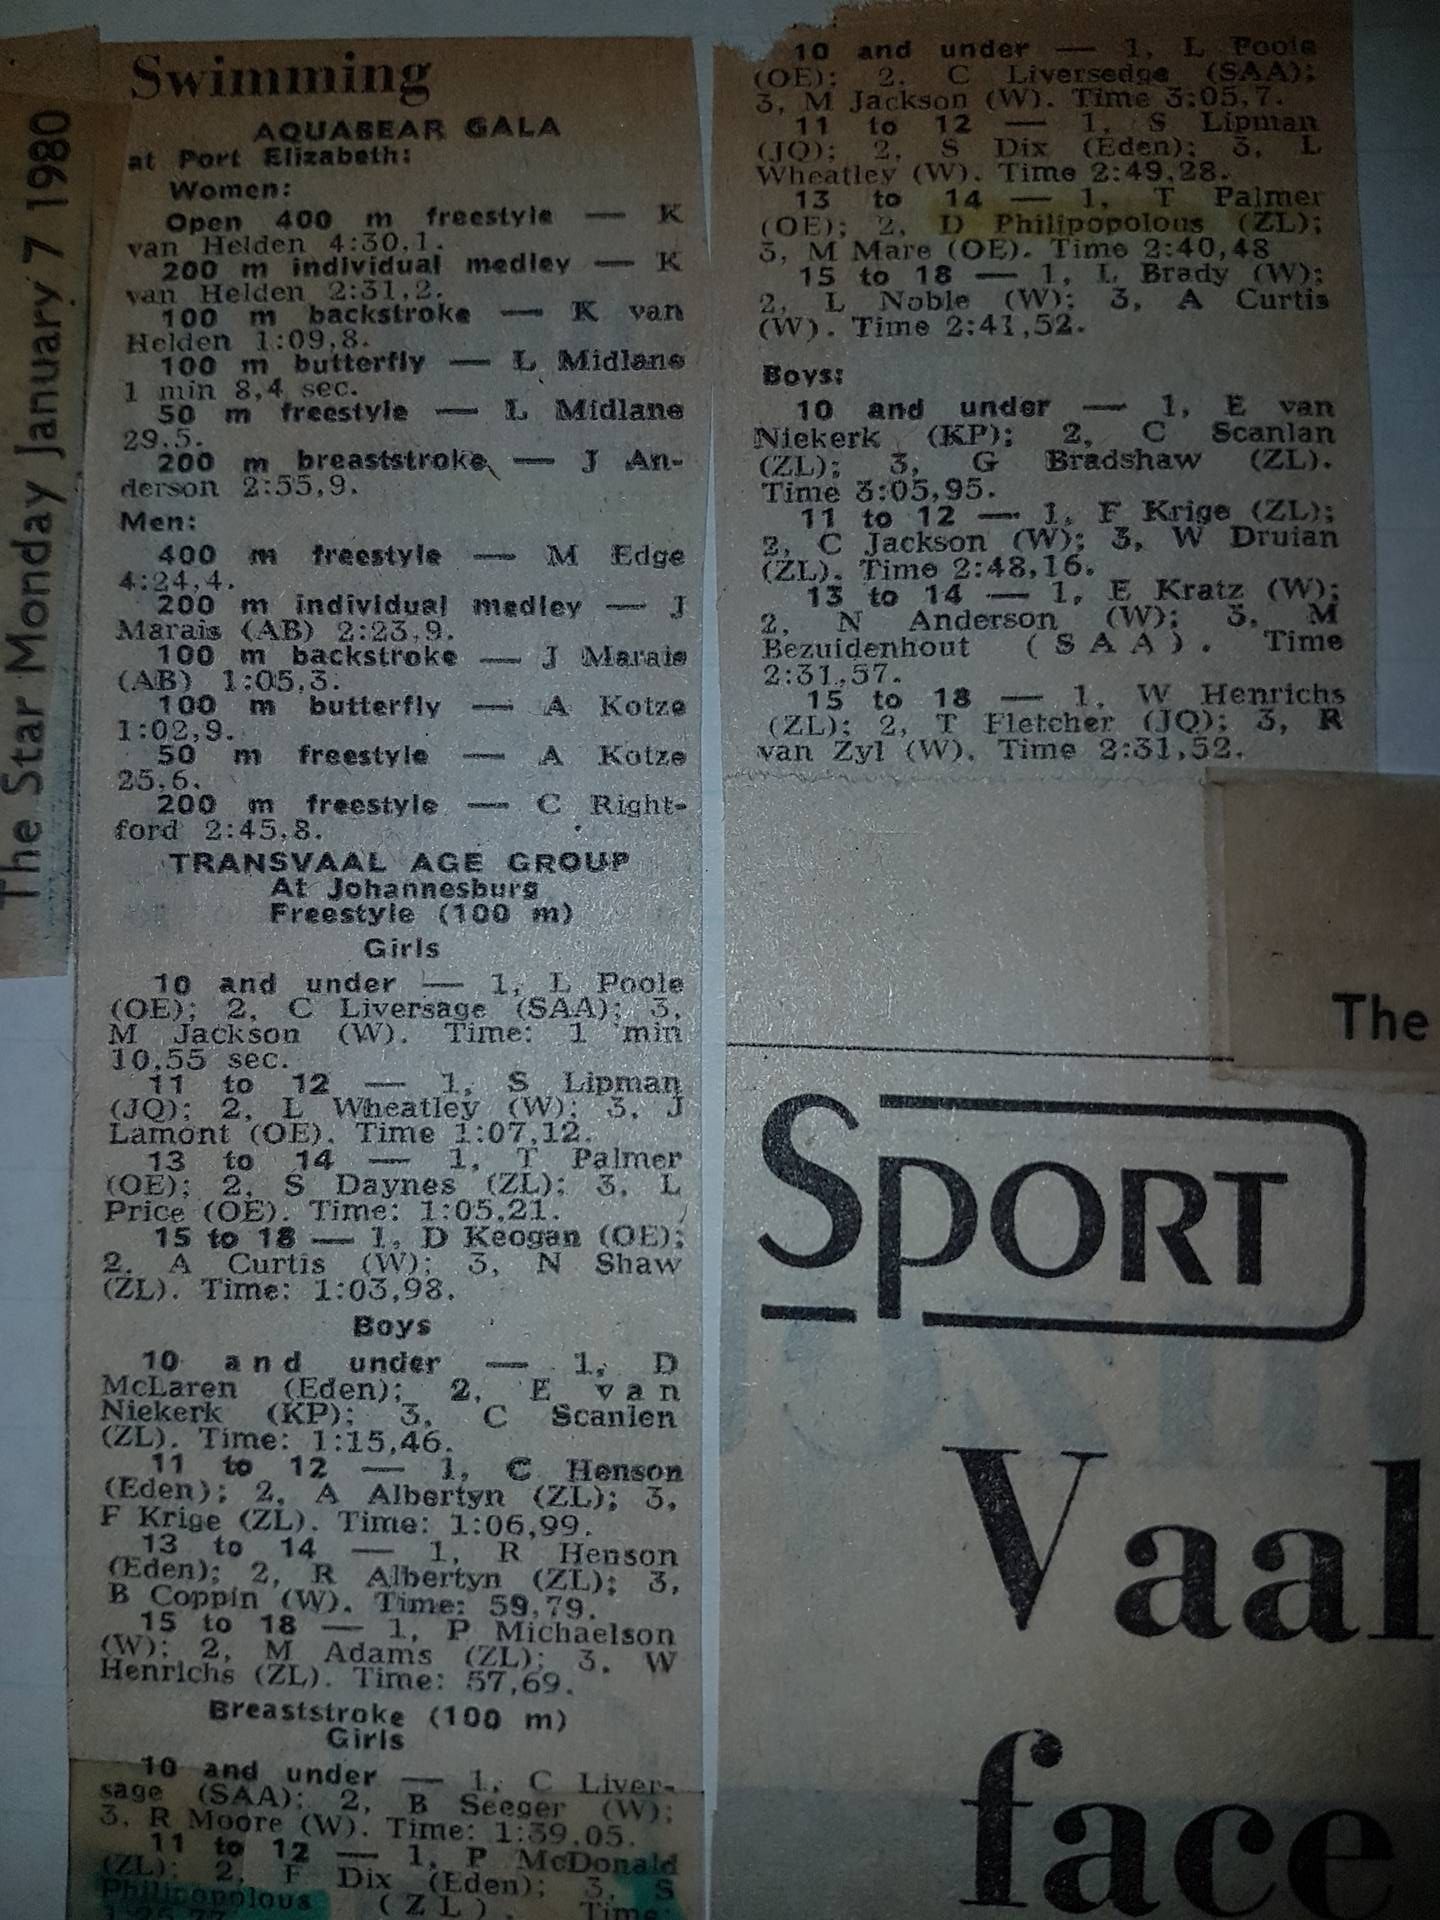 The Star Monday January 7 1980
Swimming
AQUABEAR GALA
at Port Elizabeth:
Women:
Open 400 m freestyle — K
van Helden 4:30,1.
200 m individual medley — K
van Helden 2:31,2.
100 m backstroke — K van
Helden 1:09,8.
100 m butterfly — L Midlane
1 min 8,4 sec.
50 m freestyle — L Midlane
29.5.
200 m breaststroke — J An-
derson 2:55,9.
Men:
400 m freestyle — M Edge
4:24,4.
200 m individual medley — J
Marais (AB) 2:23,9.
100 m backstroke — J Marais
(AB) 1:05,3.
100 m butterfly — A Kotze
1:02,9.
50 m freestyle — A Kotze
25,6.
200 m freestyle — C Right-
ford 2:45,8.
TRANSVAAL AGE GROUP
At Johannesburg
Freestyle (100 m)
Girls
10 and under — 1, L Poole
(OE); 2, C Liversage (SAA); 3,
M Jackson (W). Time: 1 min
10,55 sec.
11 to 12 — 1, S Lipman
(JQ); 2, L Wheatley (W); 3, J
Lamont (OE). Time 1:07,12.
13 to 14 — 1, T Palmer
(OE); 2, S Daynes (ZL); 3, L
Price (OE). Time: 1:05,21.
15 to 18 — 1, D Keogan (OE);
2, A Curtis (W); 3, N Shaw
(ZL). Time: 1:03,98.
Boys
10 and under — 1, D
McLaren (Eden); 2, E van
Niekerk (KP); 3, C Scanlen
(ZL). Time: 1:15,46.
11 to 12 — 1, C Henson
(Eden); 2, A Albertyn (ZL); 3,
F Krige (ZL). Time: 1:06,99.
13 to 14 — 1, R Henson
(Eden); 2, R Albertyn (ZL); 3,
B Coppin (W). Time: 59,79.
15 to 18 — 1, P Michaelson
(W); 2, M Adams (ZL); 3, W
Henrichs (ZL). Time: 57,69.
Breaststroke (100 m)
Girls
10 and under — 1, C Liver-
sage (SAA); 2, B Seeger (W);
3, R Moore (W). Time: 1:39,05.
11 to 12 — 1, P McDonald
(ZL); 2, F Dix (Eden); 3, S
Philipopolous (ZL). Time:
10 and under — 1, L Poole
(OE); 2, C Liversedge (SAA);
3, M Jackson (W). Time 3:05,7.
11 to 12 — 1, S Lipman
(JQ); 2, S Dix (Eden); 3, L
Wheatley (W). Time 2:49,28.
13 to 14 — 1, T Palmer
(OE); 2, D Philipopolous (ZL);
3, M Mare (OE). Time 2:40,48
15 to 18 — 1, L Brady (W);
2, L Noble (W); 3, A Curtis
(W). Time 2:41,52.
Boys:
10 and under — 1, E van
Niekerk (KP); 2, C Scanlan
(ZL); 3, G Bradshaw (ZL).
Time 3:05,95.
11 to 12 — 1, F Krige (ZL);
2, C Jackson (W); 3, W Druian
(ZL). Time 2:48,16.
13 to 14 — 1, E Kratz (W);
2, N Anderson (W); 3, M
Bezuidenhout (SAA). Time
2:31,57.
15 to 18 — 1, W Henrichs
(ZL); 2, T Fletcher (JQ); 3, R
van Zyl (W). Time 2:31,52.
The
SPORT
Vaal
face